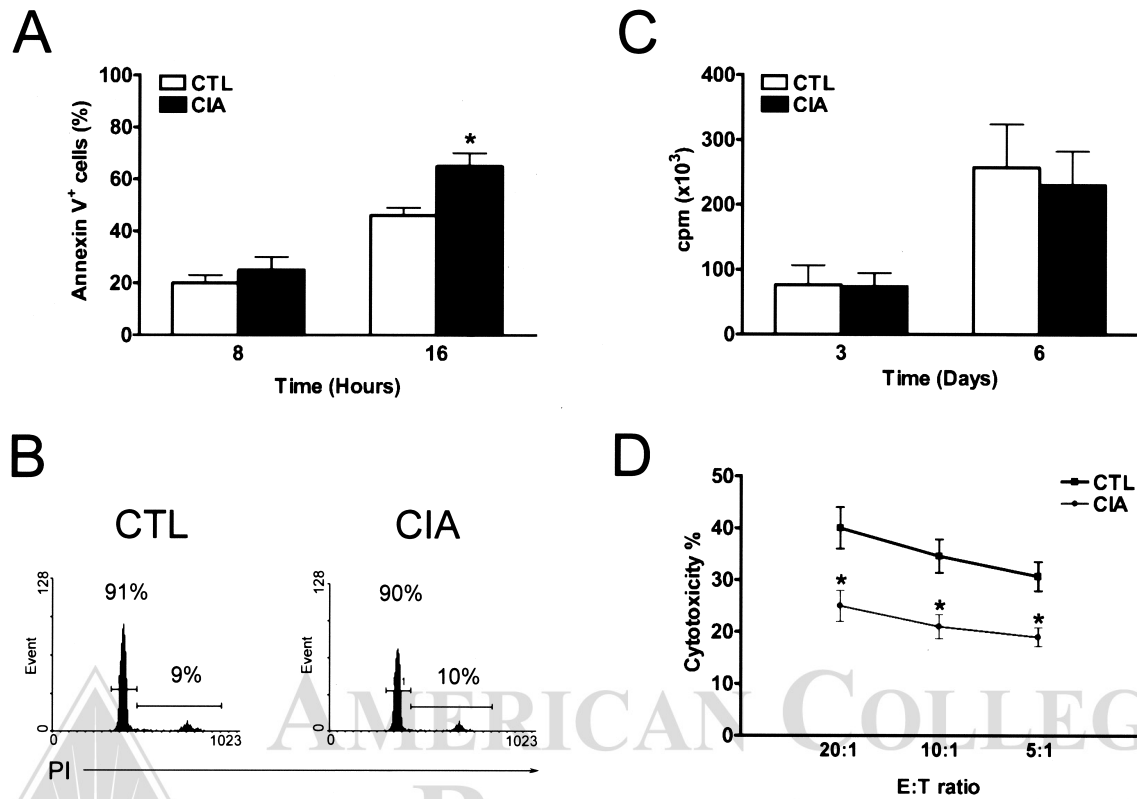 A
100
80
60
40
20
0
Annexin V+ cells (%)
CTL
CIA
*
8
16
Time (Hours)
B
CTL
CIA
128
Event
0
91%
9%
0
1023
128
Event
0
90%
1
10%
0
1023
PI
C
400
300
200
100
0
cpm (x10³)
CTL
CIA
3
6
Time (Days)
D
50
40
30
20
10
0
Cytotoxicity %
CTL
CIA
*
*
*
20:1
10:1
5:1
E:T ratio
AMERICAN COLLEG